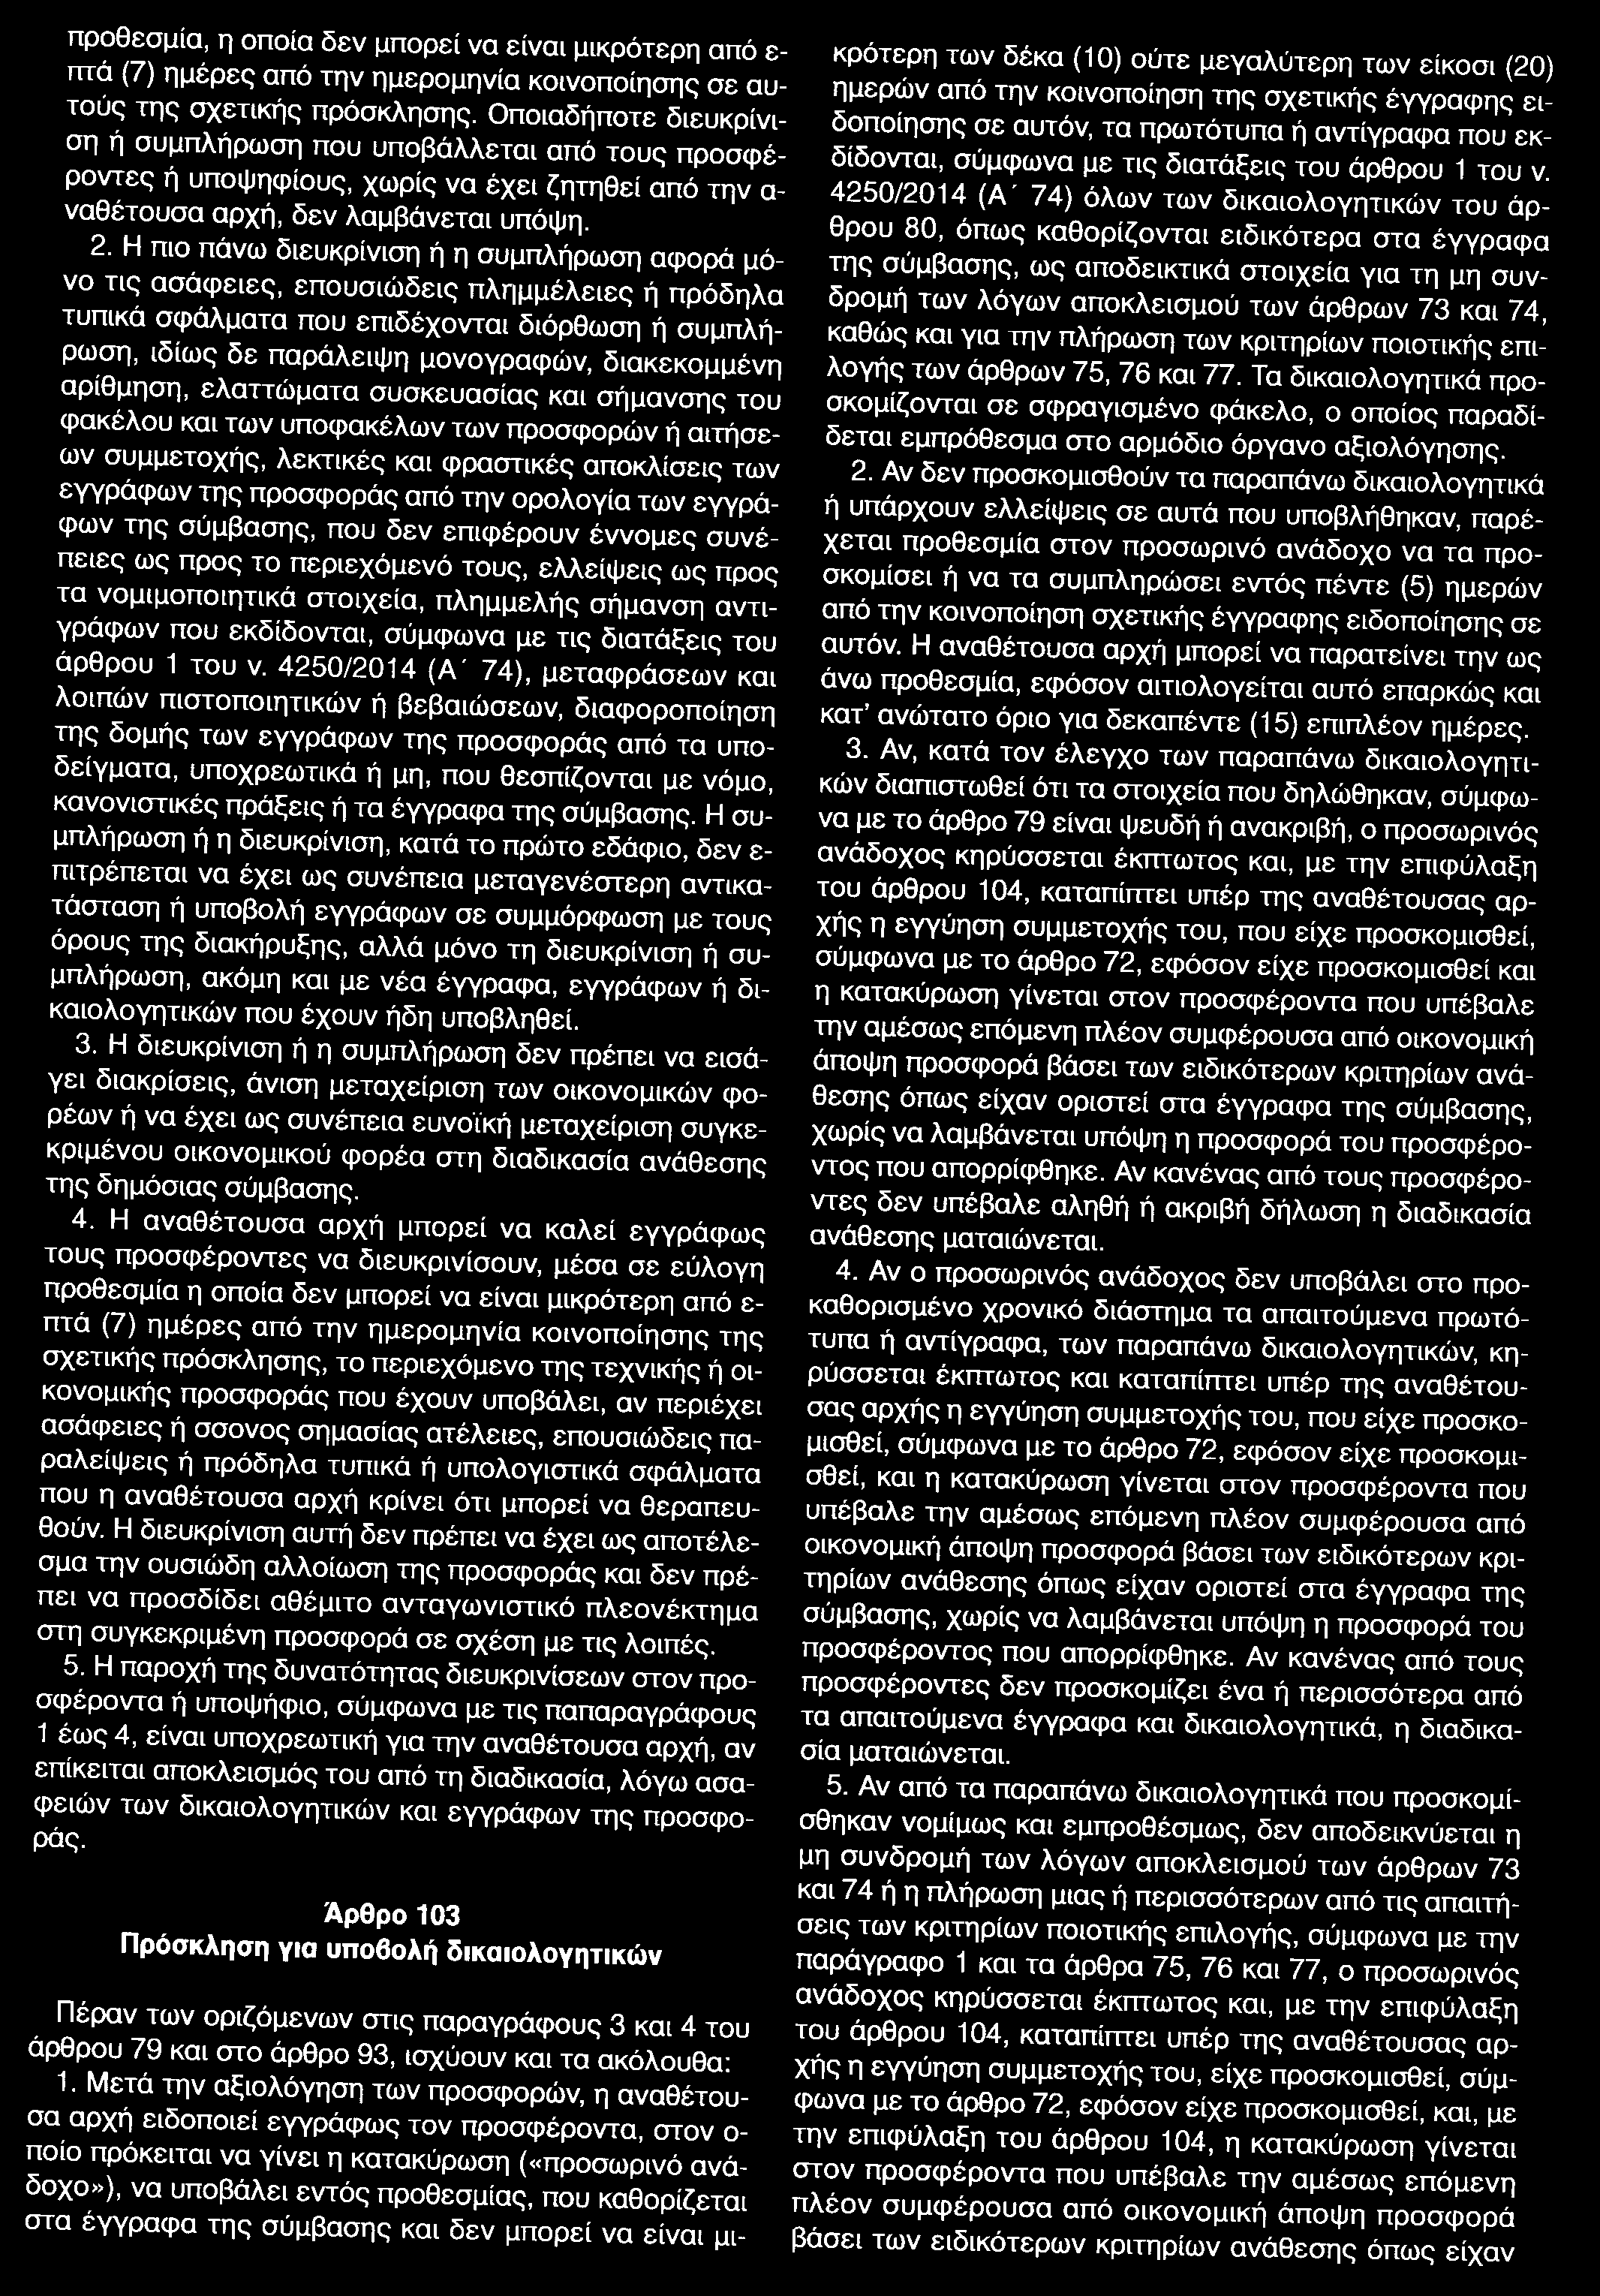 προθεσμία, η οποία δεν μπορεί να είναι μικρότερη από ε-
πτά (7) ημέρες από την ημερομηνία κοινοποίησης σε αυ-
τούς της σχετικής πρόσκλησης. Οποιαδήποτε διευκρίνι-
ση ή συμπλήρωση που υποβάλλεται από τους προσφέ-
ροντες ή υποψηφίους, χωρίς να έχει ζητηθεί από την α-
ναθέτουσα αρχή, δεν λαμβάνεται υπόψη.
2. Η πιο πάνω διευκρίνιση ή η συμπλήρωση αφορά μό-
νο τις ασάφειες, επουσιώδεις πλημμέλειες ή πρόδηλα
τυπικά σφάλματα που επιδέχονται διόρθωση ή συμπλή-
ρωση, ιδίως δε παράλειψη μονογραφών, διακεκομμένη
αρίθμηση, ελαττώματα συσκευασίας και σήμανσης του
φακέλου και των υποφακέλων των προσφορών ή αιτήσε-
ων συμμετοχής, λεκτικές και φραστικές αποκλίσεις των
εγγράφων της προσφοράς από την ορολογία των εγγρά-
φων της σύμβασης, που δεν επιφέρουν έννομες συνέ-
πειες ως προς το περιεχόμενό τους, ελλείψεις ως προς
τα νομιμοποιητικά στοιχεία, πλημμελής σήμανση αντι-
γράφων που εκδίδονται, σύμφωνα με τις διατάξεις του
άρθρου 1 του ν. 4250/2014 (Α΄ 74), μεταφράσεων και
λοιπών πιστοποιητικών ή βεβαιώσεων, διαφοροποίηση
της δομής των εγγράφων της προσφοράς από τα υπο-
δείγματα, υποχρεωτικά ή μη, που θεσπίζονται με νόμο,
κανονιστικές πράξεις ή τα έγγραφα της σύμβασης. Η συ-
μπλήρωση ή η διευκρίνιση, κατά το πρώτο εδάφιο, δεν ε-
πιτρέπεται να έχει ως συνέπεια μεταγενέστερη αντικα-
τάσταση ή υποβολή εγγράφων σε συμμόρφωση με τους
όρους της διακήρυξης, αλλά μόνο τη διευκρίνιση ή συ-
μπλήρωση, ακόμη και με νέα έγγραφα, εγγράφων ή δι-
καιολογητικών που έχουν ήδη υποβληθεί.
3. Η διευκρίνιση ή η συμπλήρωση δεν πρέπει να εισά-
γει διακρίσεις, άνιση μεταχείριση των οικονομικών φο-
ρέων ή να έχει ως συνέπεια ευνοϊκή μεταχείριση συγκε-
κριμένου οικονομικού φορέα στη διαδικασία ανάθεσης
της δημόσιας σύμβασης.
4. Η αναθέτουσα αρχή μπορεί να καλεί εγγράφως
τους προσφέροντες να διευκρινίσουν, μέσα σε εύλογη
προθεσμία η οποία δεν μπορεί να είναι μικρότερη από ε-
πτά (7) ημέρες από την ημερομηνία κοινοποίησης της
σχετικής πρόσκλησης, το περιεχόμενο της τεχνικής ή οι-
κονομικής προσφοράς που έχουν υποβάλει, αν περιέχει
ασάφειες ή σσονος σημασίας ατέλειες, επουσιώδεις πα-
ραλείψεις ή πρόδηλα τυπικά ή υπολογιστικά σφάλματα
που η αναθέτουσα αρχή κρίνει ότι μπορεί να θεραπευ-
θούν. Η διευκρίνιση αυτή δεν πρέπει να έχει ως αποτέλε-
σμα την ουσιώδη αλλοίωση της προσφοράς και δεν πρέ-
πει να προσδίδει αθέμιτο ανταγωνιστικό πλεονέκτημα
στη συγκεκριμένη προσφορά σε σχέση με τις λοιπές.
5. Η παροχή της δυνατότητας διευκρινίσεων στον προ-
σφέροντα ή υποψήφιο, σύμφωνα με τις παπαραγράφους
1 έως 4, είναι υποχρεωτική για την αναθέτουσα αρχή, αν
επίκειται αποκλεισμός του από τη διαδικασία, λόγω ασα-
φειών των δικαιολογητικών και εγγράφων της προσφο-
ράς.
Άρθρο 103
Πρόσκληση για υποβολή δικαιολογητικών
Πέραν των οριζόμενων στις παραγράφους 3 και 4 του
άρθρου 79 και στο άρθρο 93, ισχύουν και τα ακόλουθα:
1. Μετά την αξιολόγηση των προσφορών, η αναθέτου-
σα αρχή ειδοποιεί εγγράφως τον προσφέροντα, στον ο-
ποίο πρόκειται να γίνει η κατακύρωση («προσωρινό ανά-
δοχο»), να υποβάλει εντός προθεσμίας, που καθορίζεται
στα έγγραφα της σύμβασης και δεν μπορεί να είναι μι-
κρότερη των δέκα (10) ούτε μεγαλύτερη των είκοσι (20)
ημερών από την κοινοποίηση της σχετικής έγγραφης ει-
δοποίησης σε αυτόν, τα πρωτότυπα ή αντίγραφα που εκ-
δίδονται, σύμφωνα με τις διατάξεις του άρθρου 1 του ν.
4250/2014 (Α΄ 74) όλων των δικαιολογητικών του άρ-
θρου 80, όπως καθορίζονται ειδικότερα στα έγγραφα
της σύμβασης, ως αποδεικτικά στοιχεία για τη μη συν-
δρομή των λόγων αποκλεισμού των άρθρων 73 και 74,
καθώς και για την πλήρωση των κριτηρίων ποιοτικής επι-
λογής των άρθρων 75, 76 και 77. Τα δικαιολογητικά προ-
σκομίζονται σε σφραγισμένο φάκελο, ο οποίος παραδί-
δεται εμπρόθεσμα στο αρμόδιο όργανο αξιολόγησης.
2. Αν δεν προσκομισθούν τα παραπάνω δικαιολογητικά
ή υπάρχουν ελλείψεις σε αυτά που υποβλήθηκαν, παρέ-
χεται προθεσμία στον προσωρινό ανάδοχο να τα προ-
σκομίσει ή να τα συμπληρώσει εντός πέντε (5) ημερών
από την κοινοποίηση σχετικής έγγραφης ειδοποίησης σε
αυτόν. Η αναθέτουσα αρχή μπορεί να παρατείνει την ως
άνω προθεσμία, εφόσον αιτιολογείται αυτό επαρκώς και
κατ’ ανώτατο όριο για δεκαπέντε (15) επιπλέον ημέρες.
3. Αν, κατά τον έλεγχο των παραπάνω δικαιολογητι-
κών διαπιστωθεί ότι τα στοιχεία που δηλώθηκαν, σύμφω-
να με το άρθρο 79 είναι ψευδή ή ανακριβή, ο προσωρινός
ανάδοχος κηρύσσεται έκπτωτος και, με την επιφύλαξη
του άρθρου 104, καταπίπτει υπέρ της αναθέτουσας αρ-
χής η εγγύηση συμμετοχής του, που είχε προσκομισθεί,
σύμφωνα με το άρθρο 72, εφόσον είχε προσκομισθεί και
η κατακύρωση γίνεται στον προσφέροντα που υπέβαλε
την αμέσως επόμενη πλέον συμφέρουσα από οικονομική
άποψη προσφορά βάσει των ειδικότερων κριτηρίων ανά-
θεσης όπως είχαν οριστεί στα έγγραφα της σύμβασης,
χωρίς να λαμβάνεται υπόψη η προσφορά του προσφέρο-
ντος που απορρίφθηκε. Αν κανένας από τους προσφέρο-
ντες δεν υπέβαλε αληθή ή ακριβή δήλωση η διαδικασία
ανάθεσης ματαιώνεται.
4. Αν ο προσωρινός ανάδοχος δεν υποβάλει στο προ-
καθορισμένο χρονικό διάστημα τα απαιτούμενα πρωτό-
τυπα ή αντίγραφα, των παραπάνω δικαιολογητικών, κη-
ρύσσεται έκπτωτος και καταπίπτει υπέρ της αναθέτου-
σας αρχής η εγγύηση συμμετοχής του, που είχε προσκο-
μισθεί, σύμφωνα με το άρθρο 72, εφόσον είχε προσκομι-
σθεί, και η κατακύρωση γίνεται στον προσφέροντα που
υπέβαλε την αμέσως επόμενη πλέον συμφέρουσα από
οικονομική άποψη προσφορά βάσει των ειδικότερων κρι-
τηρίων ανάθεσης όπως είχαν οριστεί στα έγγραφα της
σύμβασης, χωρίς να λαμβάνεται υπόψη η προσφορά του
προσφέροντος που απορρίφθηκε. Αν κανένας από τους
προσφέροντες δεν προσκομίζει ένα ή περισσότερα από
τα απαιτούμενα έγγραφα και δικαιολογητικά, η διαδικα-
σία ματαιώνεται.
5. Αν από τα παραπάνω δικαιολογητικά που προσκομί-
σθηκαν νομίμως και εμπροθέσμως, δεν αποδεικνύεται η
μη συνδρομή των λόγων αποκλεισμού των άρθρων 73
και 74 ή η πλήρωση μιας ή περισσότερων από τις απαιτή-
σεις των κριτηρίων ποιοτικής επιλογής, σύμφωνα με την
παράγραφο 1 και τα άρθρα 75, 76 και 77, ο προσωρινός
ανάδοχος κηρύσσεται έκπτωτος και, με την επιφύλαξη
του άρθρου 104, καταπίπτει υπέρ της αναθέτουσας αρ-
χής η εγγύηση συμμετοχής του, είχε προσκομισθεί, σύμ-
φωνα με το άρθρο 72, εφόσον είχε προσκομισθεί, και, με
την επιφύλαξη του άρθρου 104, η κατακύρωση γίνεται
στον προσφέροντα που υπέβαλε την αμέσως επόμενη
πλέον συμφέρουσα από οικονομική άποψη προσφορά
βάσει των ειδικότερων κριτηρίων ανάθεσης όπως είχαν